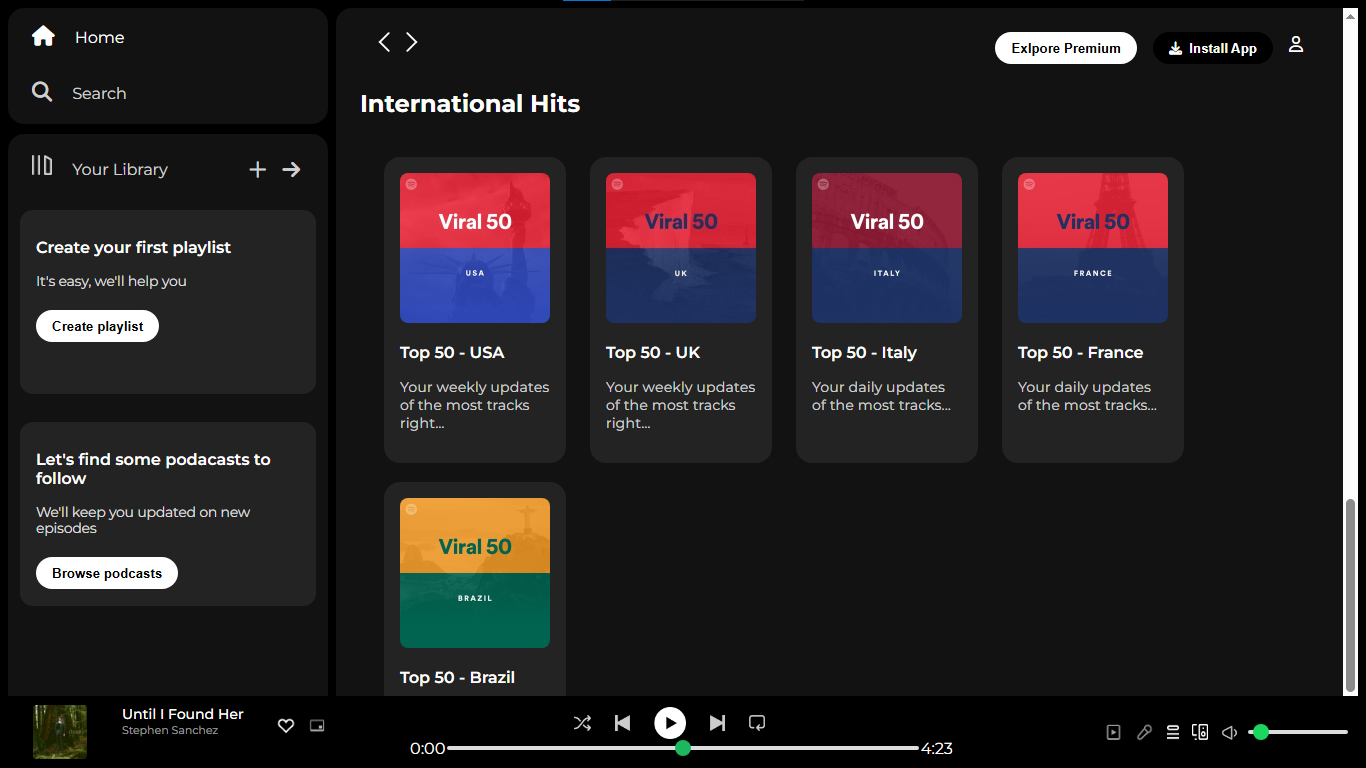 Home
Search
Your Library
Create your first playlist
It's easy, we'll help you
Create playlist
Let's find some podacasts to
follow
We'll keep you updated on new
episodes
Browse podcasts
Exlpore Premium
Install App
International Hits
Viral 50
USA
Top 50 - USA
Your weekly updates
of the most tracks
right...
Viral 50
UK
Top 50 - UK
Your weekly updates
of the most tracks
right...
Viral 50
ITALY
Top 50 - Italy
Your daily updates
of the most tracks...
Viral 50
FRANCE
Top 50 - France
Your daily updates
of the most tracks...
Viral 50
BRAZIL
Top 50 - Brazil
Until I Found Her
Stephen Sanchez
0:00
4:23